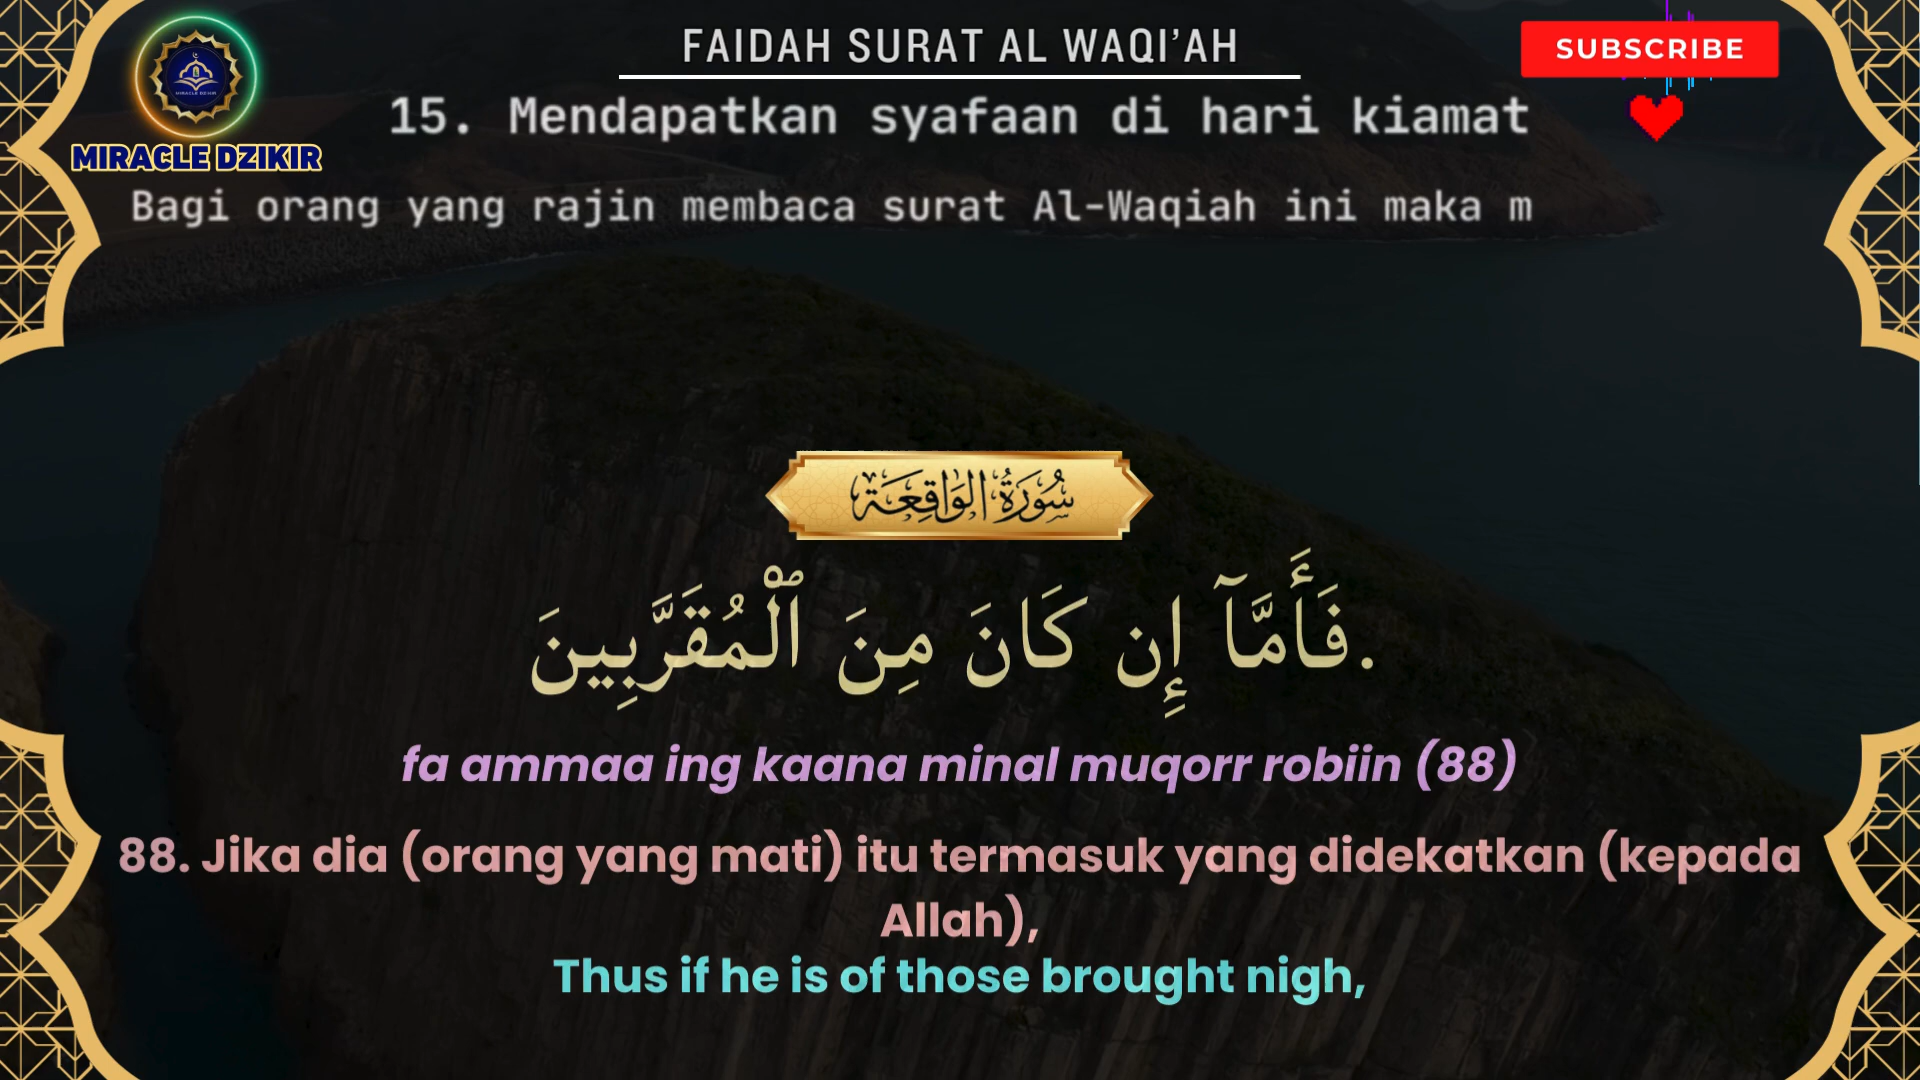 FAIDAH SURAT AL WAQI’AH
SUBSCRIBE
15. Mendapatkan syafaan di hari kiamat
MIRACLE DZIKIR
Bagi orang yang rajin membaca surat Al-Waqiah ini maka m
سُورَةُ الوَاقِعَة
فَأَمَّآ إِن كَانَ مِنَ ٱلْمُقَرَّبِينَ.
fa ammaa ing kaana minal muqorr robiin (88)
88. Jika dia (orang yang mati) itu termasuk yang didekatkan (kepada
Allah),
Thus if he is of those brought nigh,